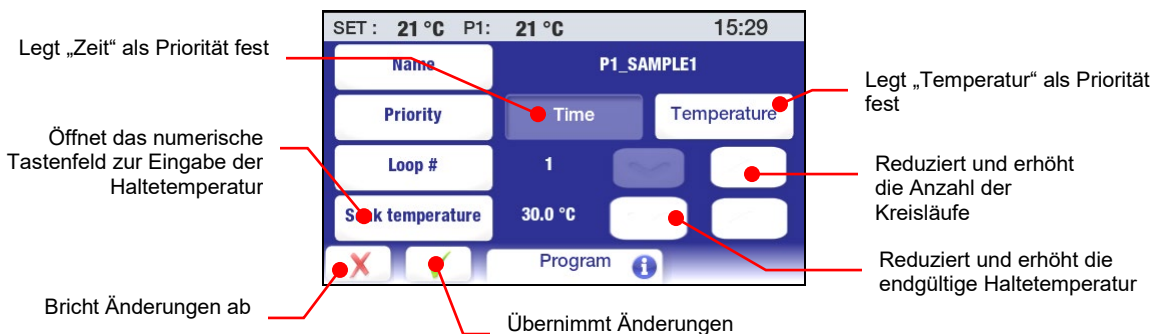 SET : 21 °C P1: 21 °C 15:29
Legt „Zeit“ als Priorität fest
Name P1_SAMPLE1
Legt „Temperatur“ als Priorität
fest
Priority Time Temperature
Öffnet das numerische
Tastenfeld zur Eingabe der
Haltetemperatur
Loop # 1
Reduziert und erhöht
die Anzahl der
Kreisläufe
Soak temperature 30.0 °C
Program i
Reduziert und erhöht die
endgültige Haltetemperatur
Bricht Änderungen ab
Übernimmt Änderungen